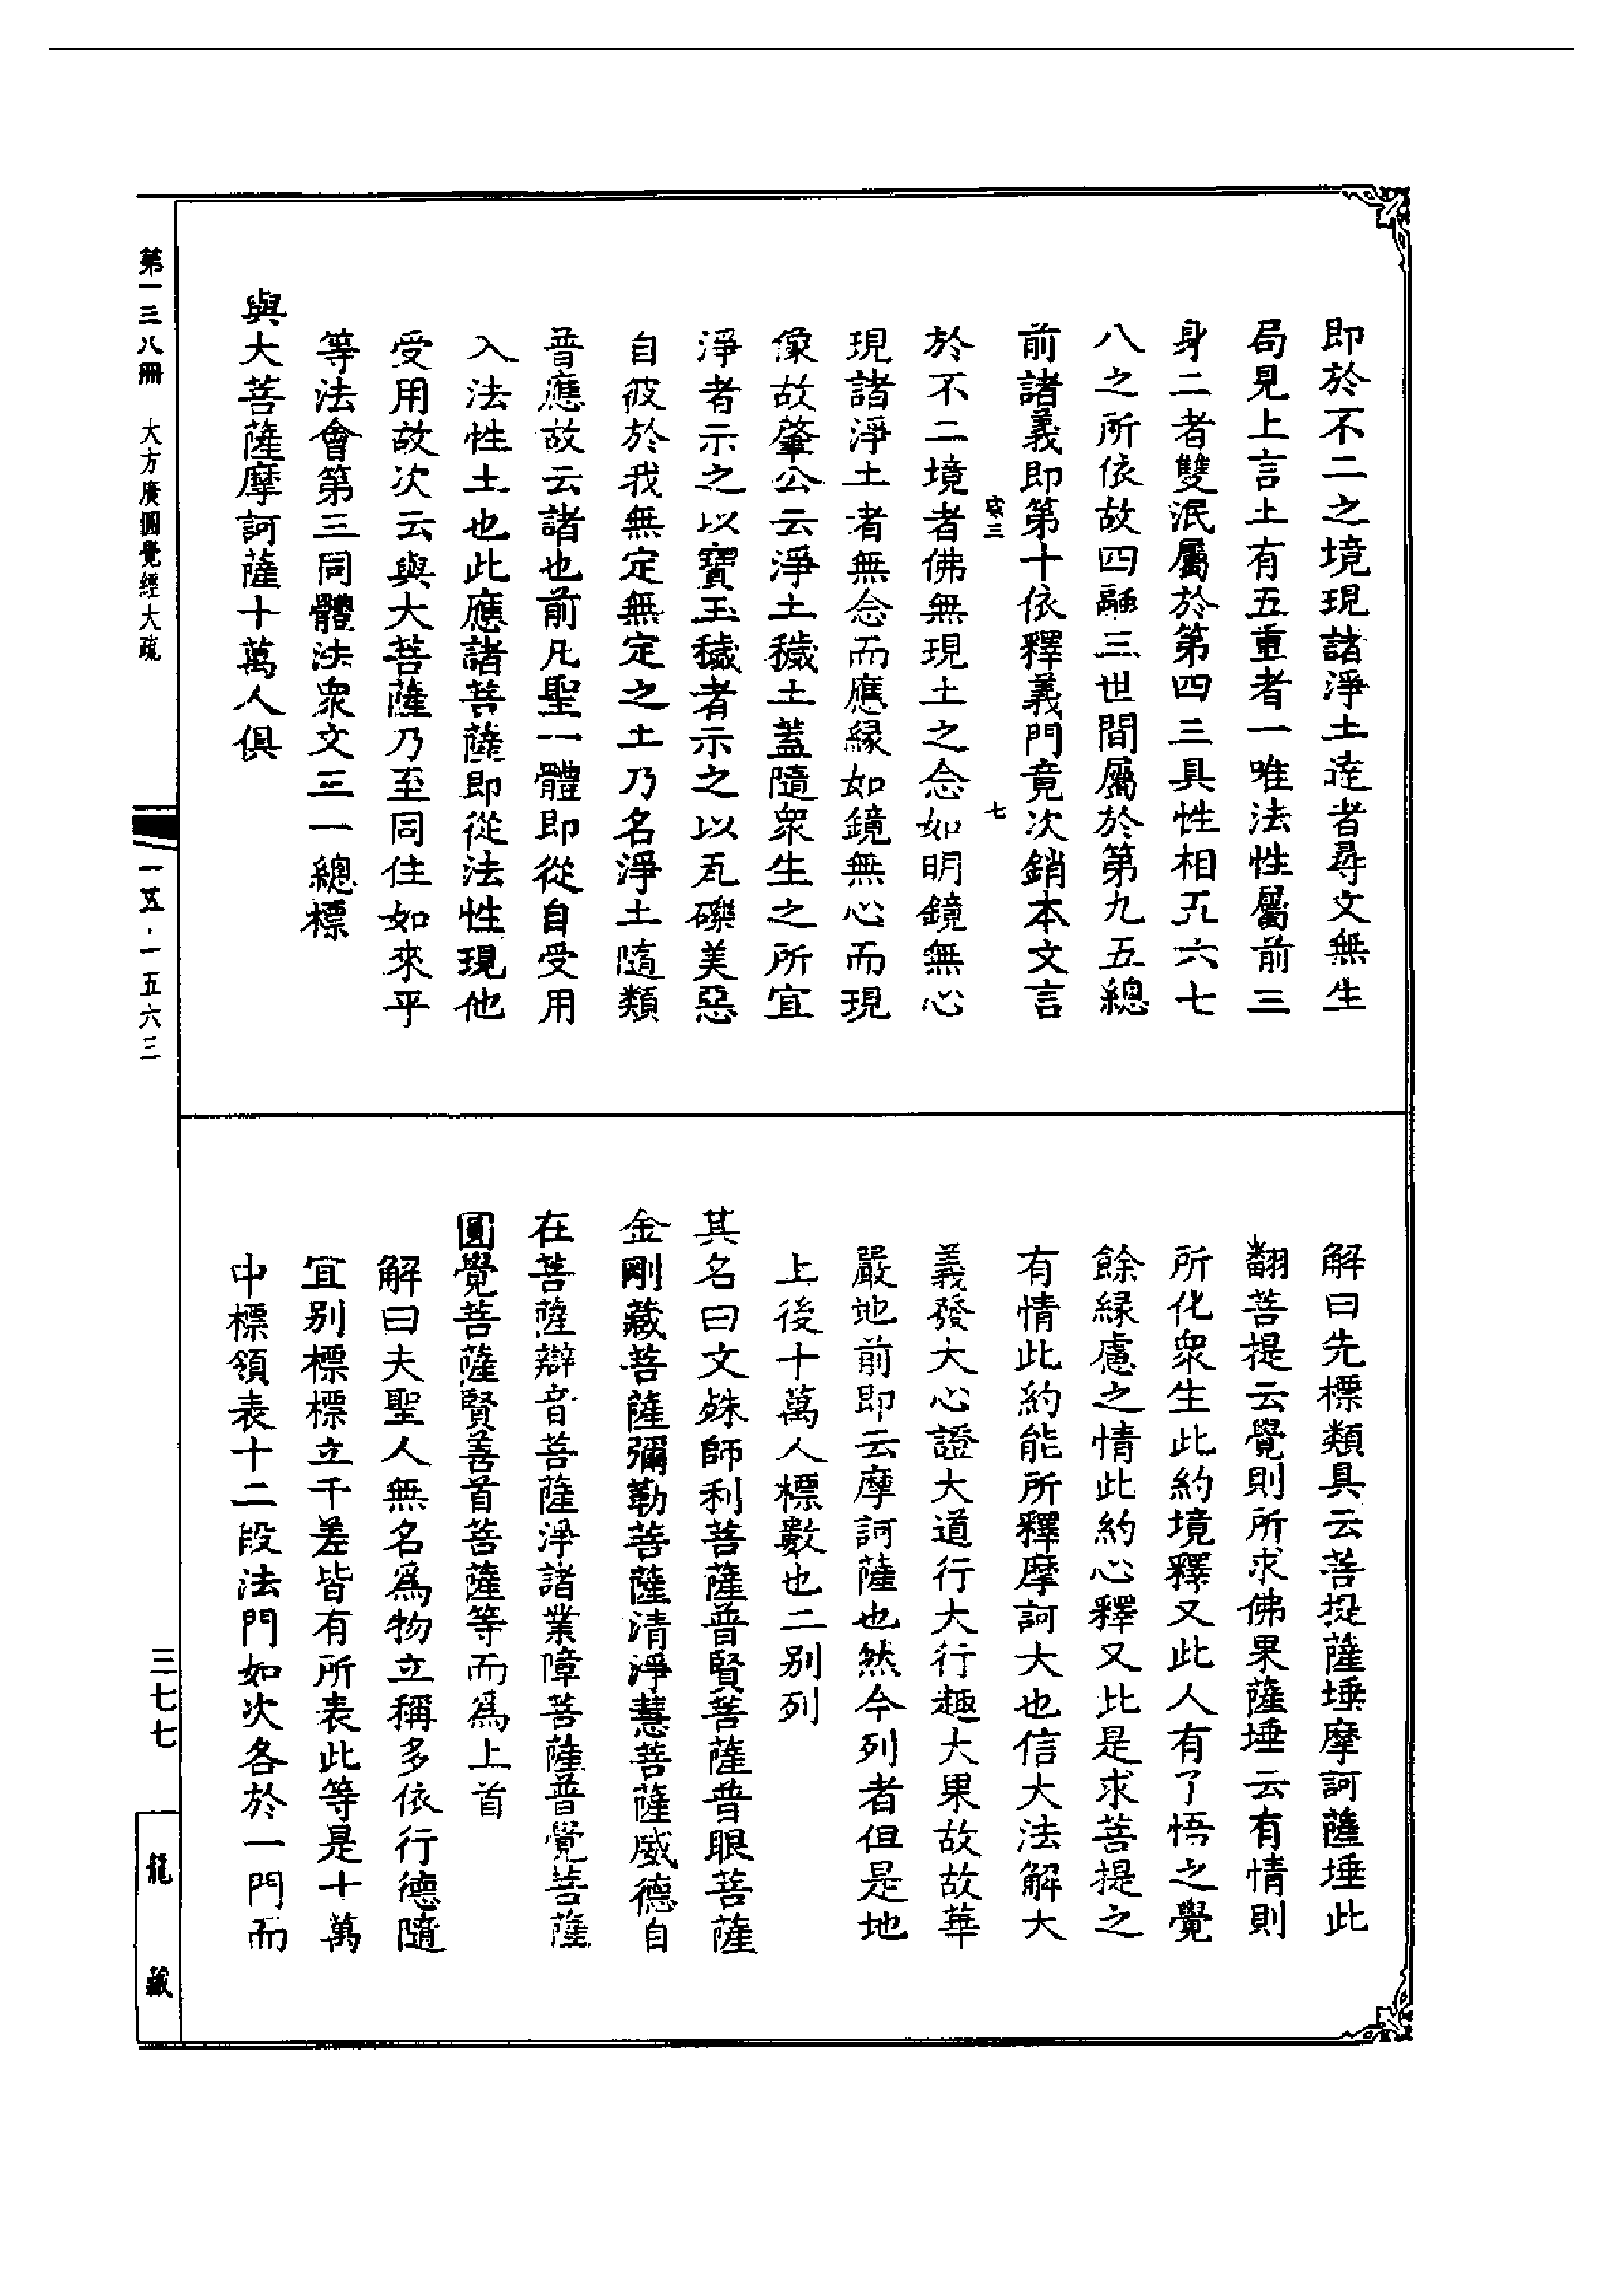 即於不二之境現諸淨土迮者尋文無生
局見上言土有五重者一唯法性屬前三
身二者雙泯屬於第四三具性相五六七
八之所依故四融三世間屬於第九五總
前諸義即第十依釋義門竟次銷本文言
七
於不二境者佛無現土之念如明鏡無心
現諸淨土者無念而應緣如鏡無心而現
像故肇公云淨土穢土蓋隨衆生之所宜
淨者示之以寶玉穢者示之以瓦礫美惡
自彼於我無定無定之土乃名淨土隨類
普應故云諸也前凡聖一體即從自受用
入法性土也此應諸菩薩即從法性現他
受用故次云與大菩薩乃至同住如來平
等法會第三同體法衆文三一總標
與大菩薩摩訶薩十萬人俱
解曰先標類具云菩提薩埵摩訶薩埵此
翻菩提云覺則所求佛果薩埵云有情則
所化衆生此約境釋又此人有了悟之覺
餘緣慮之情此約心釋又此是求菩提之
有情此約能所釋摩訶大也信大法解大
義發大心證大道行大行趣大果故故華
嚴地前即云摩訶薩也然今列者但是地
上後十萬人標數也二别列
其名曰文殊師利菩薩普賢菩薩普眼菩薩
金剛藏菩薩彌勒菩薩清淨慧菩薩威德自
在菩薩辯音菩薩淨諸業障菩薩普覺菩薩
圓覺菩薩賢善首菩薩等而爲上首
解曰夫聖人無名爲物立稱多依行德隨
宜别標標立千差皆有所表此等是十萬
中標領表十二段法門如次各於一門而
第一三八冊　大方廣圓覺經大疏
一五·一五六三
三七七
龍藏